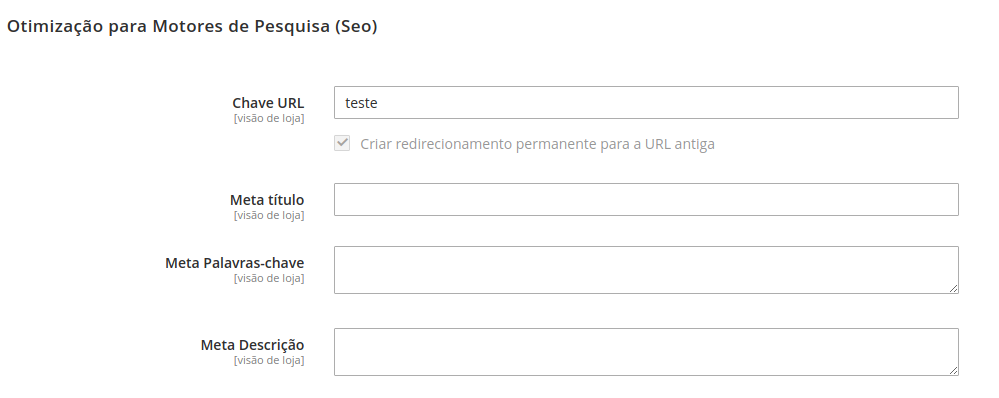 Otimização para Motores de Pesquisa (Seo)
Chave URL
[visão de loja]
teste
Criar redirecionamento permanente para a URL antiga
Meta título
[visão de loja]
Meta Palavras-chave
[visão de loja]
Meta Descrição
[visão de loja]